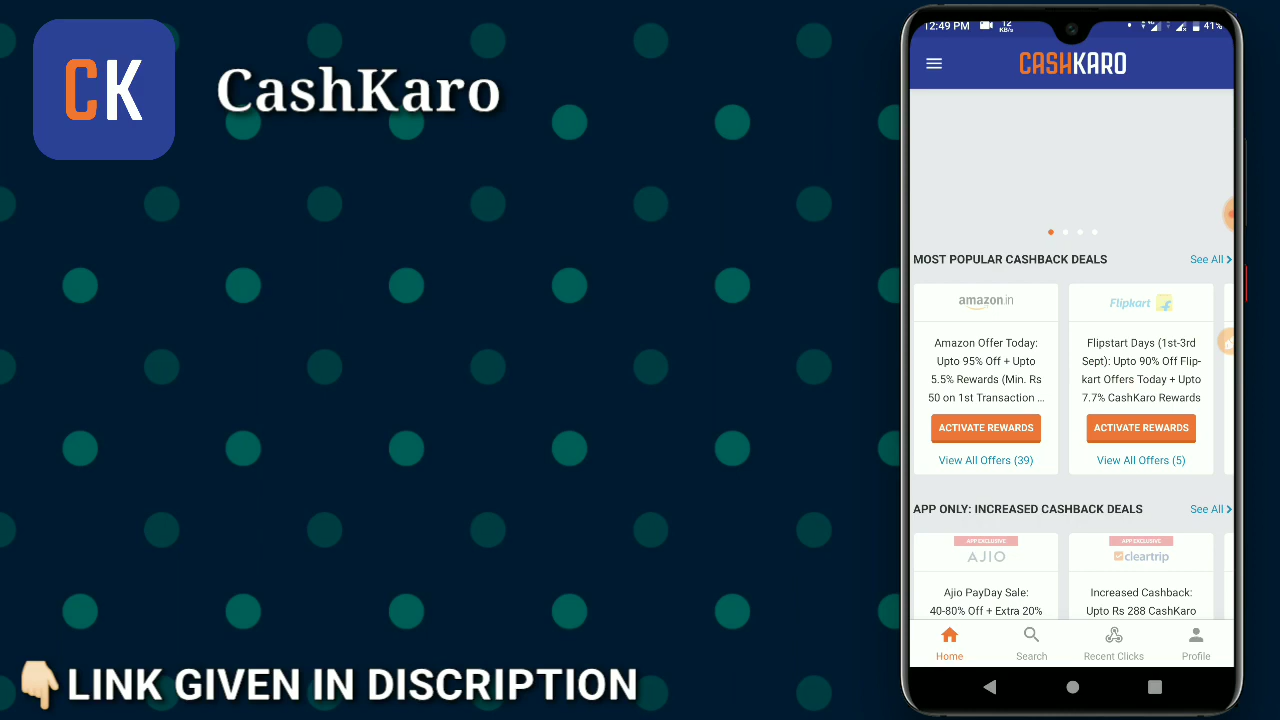 CK
CashKaro
12:49 PM
12
KB/s
41%
CASHKARO
MOST POPULAR CASHBACK DEALS
See All
amazon.in
Amazon Offer Today:
Upto 95% Off + Upto
5.5% Rewards (Min. Rs
50 on 1st Transaction ...
ACTIVATE REWARDS
View All Offers (39)
Flipkart
Flipstart Days (1st-3rd
Sept): Upto 90% Off Flip-
kart Offers Today + Upto
7.7% CashKaro Rewards
ACTIVATE REWARDS
View All Offers (5)
APP ONLY: INCREASED CASHBACK DEALS
See All
APP EXCLUSIVE
AJIO
Ajio PayDay Sale:
40-80% Off + Extra 20%
APP EXCLUSIVE
cleartrip
Increased Cashback:
Upto Rs 288 CashKaro
Home
Search
Recent Clicks
Profile
LINK GIVEN IN DISCRIPTION